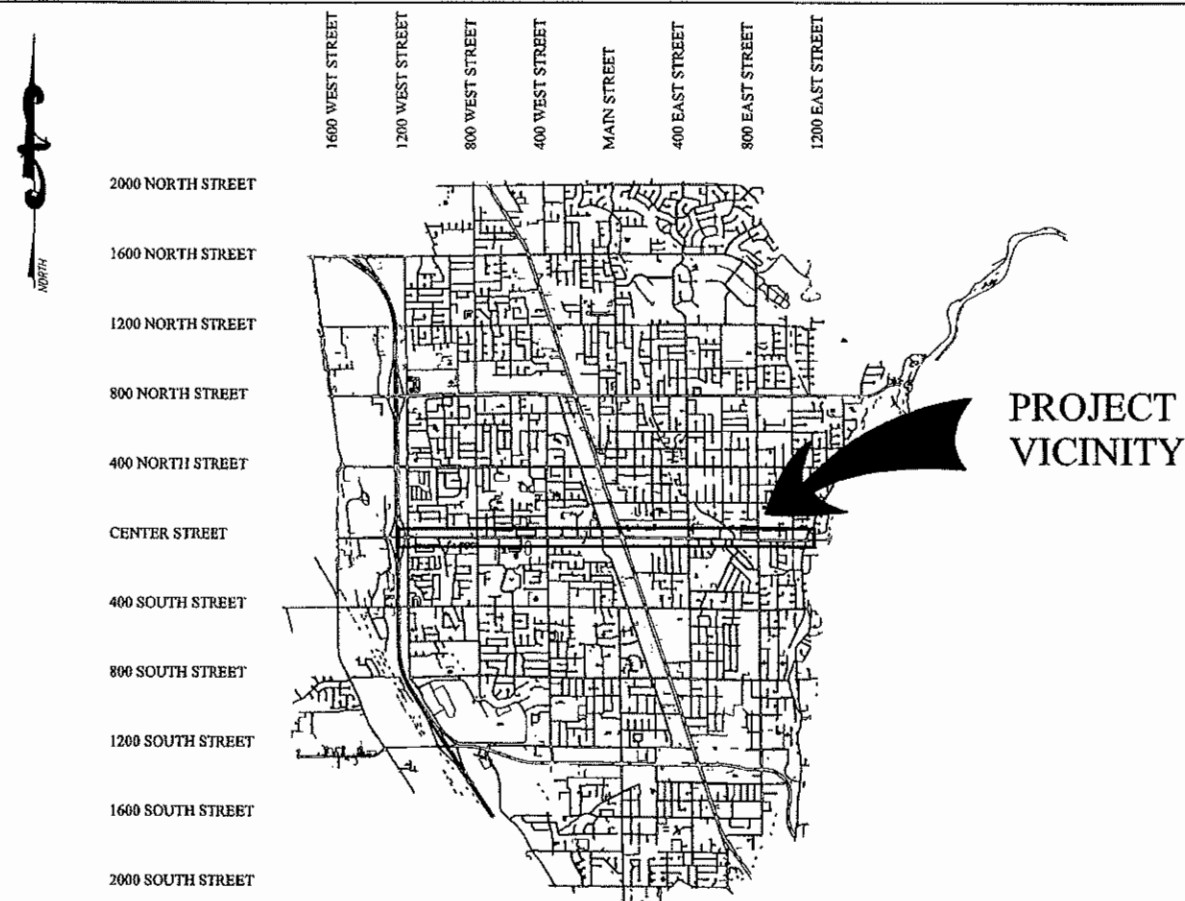 1600 WEST STREET
1200 WEST STREET
800 WEST STREET
400 WEST STREET
MAIN STREET
400 EAST STREET
800 EAST STREET
1200 EAST STREET
NORTH
2000 NORTH STREET
1600 NORTH STREET
1200 NORTH STREET
800 NORTH STREET
400 NORTH STREET
CENTER STREET
400 SOUTH STREET
800 SOUTH STREET
1200 SOUTH STREET
1600 SOUTH STREET
2000 SOUTH STREET
PROJECT
VICINITY